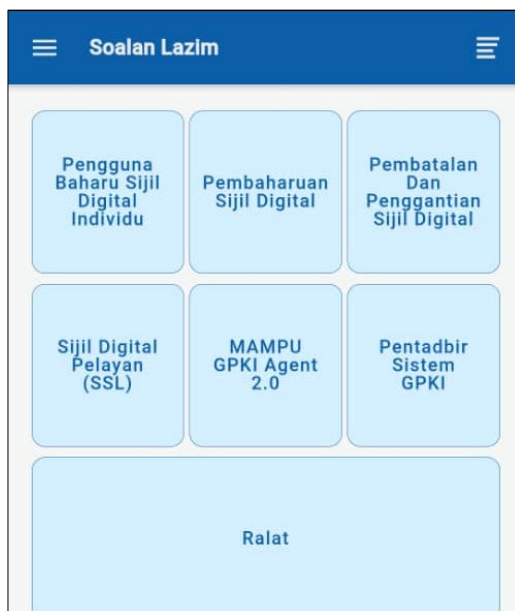 Soalan Lazim
Pengguna
Baharu Sijil
Digital
Individu
Pembaharuan
Sijil Digital
Pembatalan
Dan
Penggantian
Sijil Digital
Sijil Digital
Pelayan
(SSL)
MAMPU
GPKI Agent
2.0
Pentadbir
Sistem
GPKI
Ralat